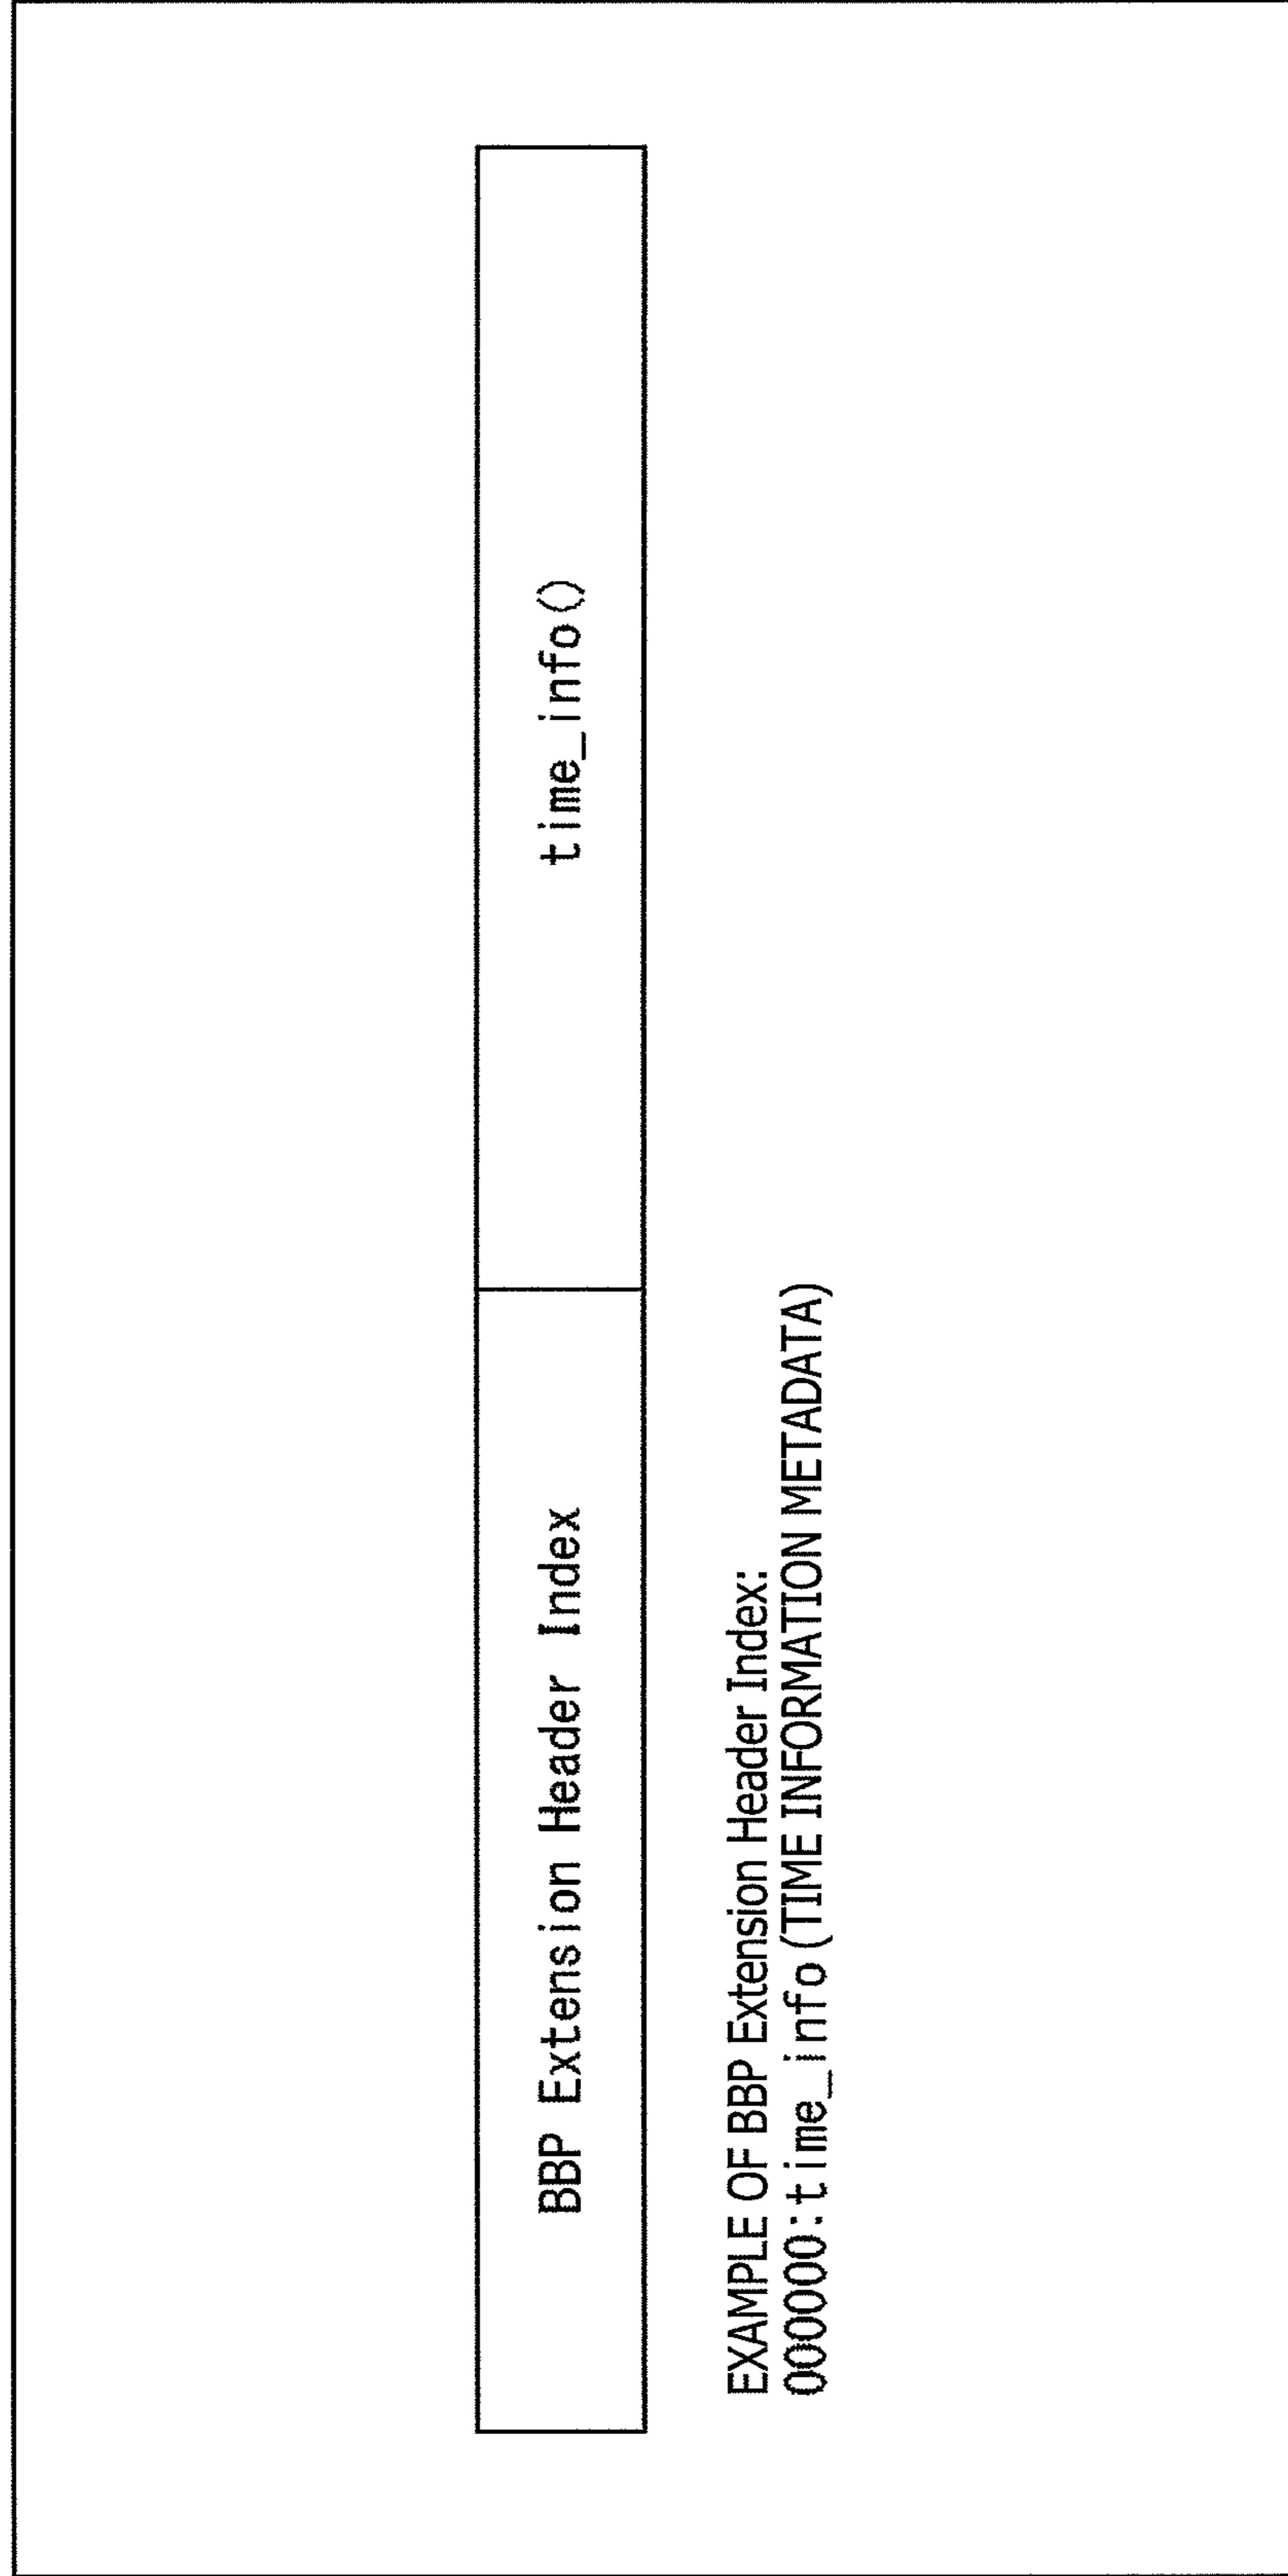 BBP Extension Header Index
time_info()
EXAMPLE OF BBP Extension Header Index:
000000:time_info(TIME INFORMATION METADATA)